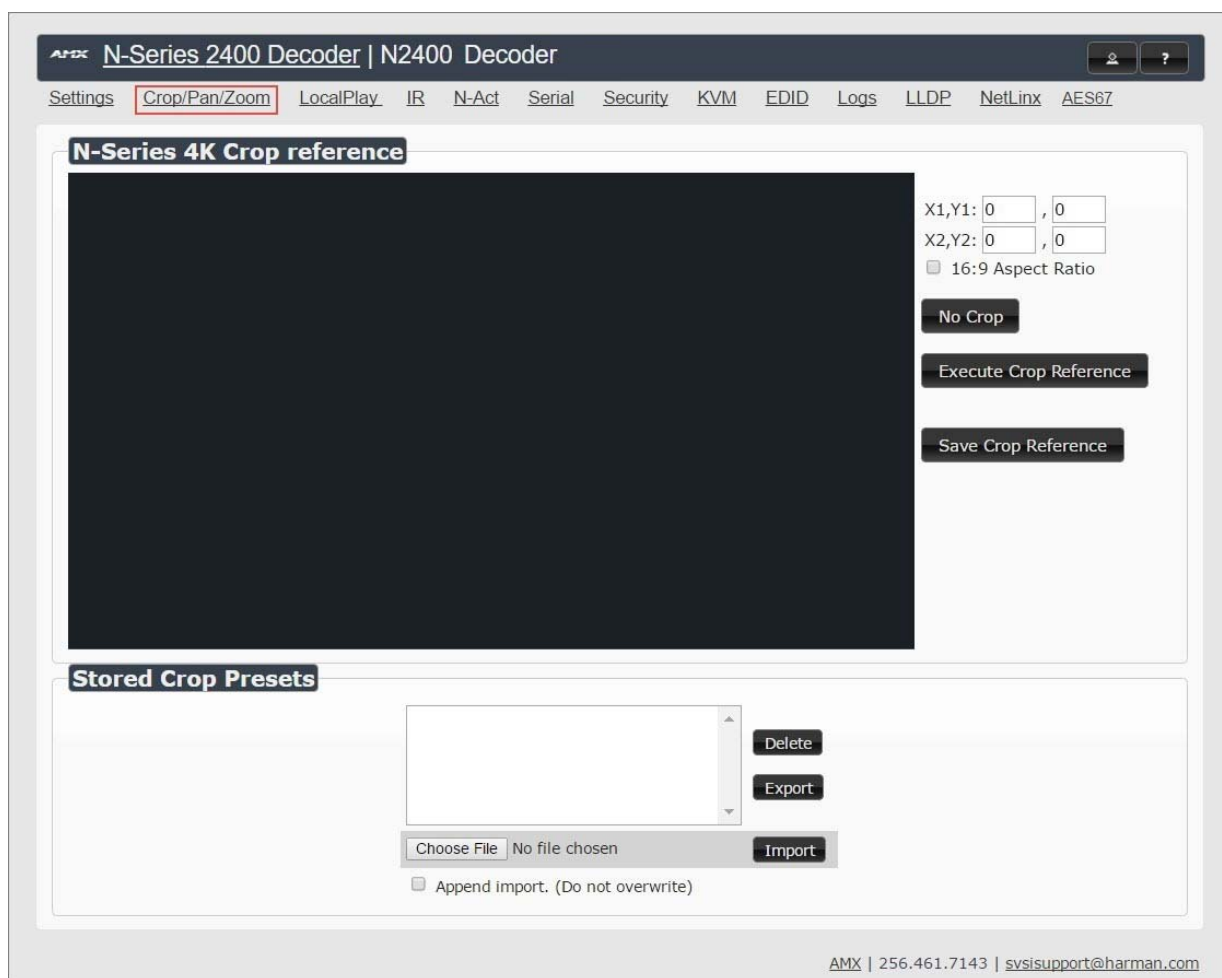 AMX N-Series 2400 Decoder | N2400 Decoder
?
Settings Crop/Pan/Zoom LocalPlay IR N-Act Serial Security KVM EDID Logs LLDP NetLinx AES67
N-Series 4K Crop reference
X1,Y1: 0 , 0
X2,Y2: 0 , 0
16:9 Aspect Ratio
No Crop
Execute Crop Reference
Save Crop Reference
Stored Crop Presets
Delete
Export
Choose File No file chosen
Import
Append import. (Do not overwrite)
AMX | 256.461.7143 | svsisupport@harman.com